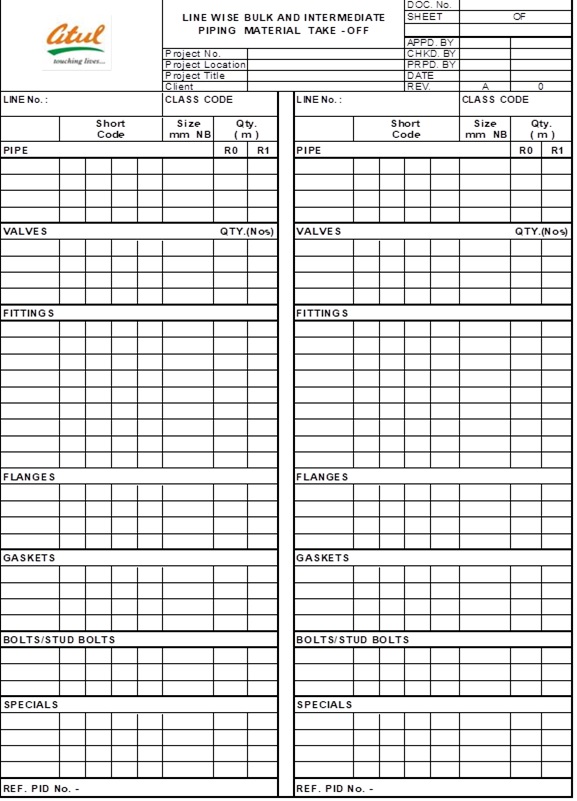 Atul
touching lives...
LINE WISE BULK AND INTERMEDIATE
PIPING MATERIAL TAKE -OFF
DOC. No.
SHEET OF
APPD. BY
Project No. CHKD. BY
Project Location PRPD. BY
Project Title DATE
Client REV. A 0
LINE No. : CLASS CODE
Short Code Size mm NB Qty. ( m )
PIPE R0 R1
VALVES QTY.(Nos)
FITTINGS
FLANGES
GASKETS
BOLTS/STUD BOLTS
SPECIALS
REF. PID No. -
LINE No. : CLASS CODE
Short Code Size mm NB Qty. ( m )
PIPE R0 R1
VALVES QTY.(Nos)
FITTINGS
FLANGES
GASKETS
BOLTS/STUD BOLTS
SPECIALS
REF. PID No. -